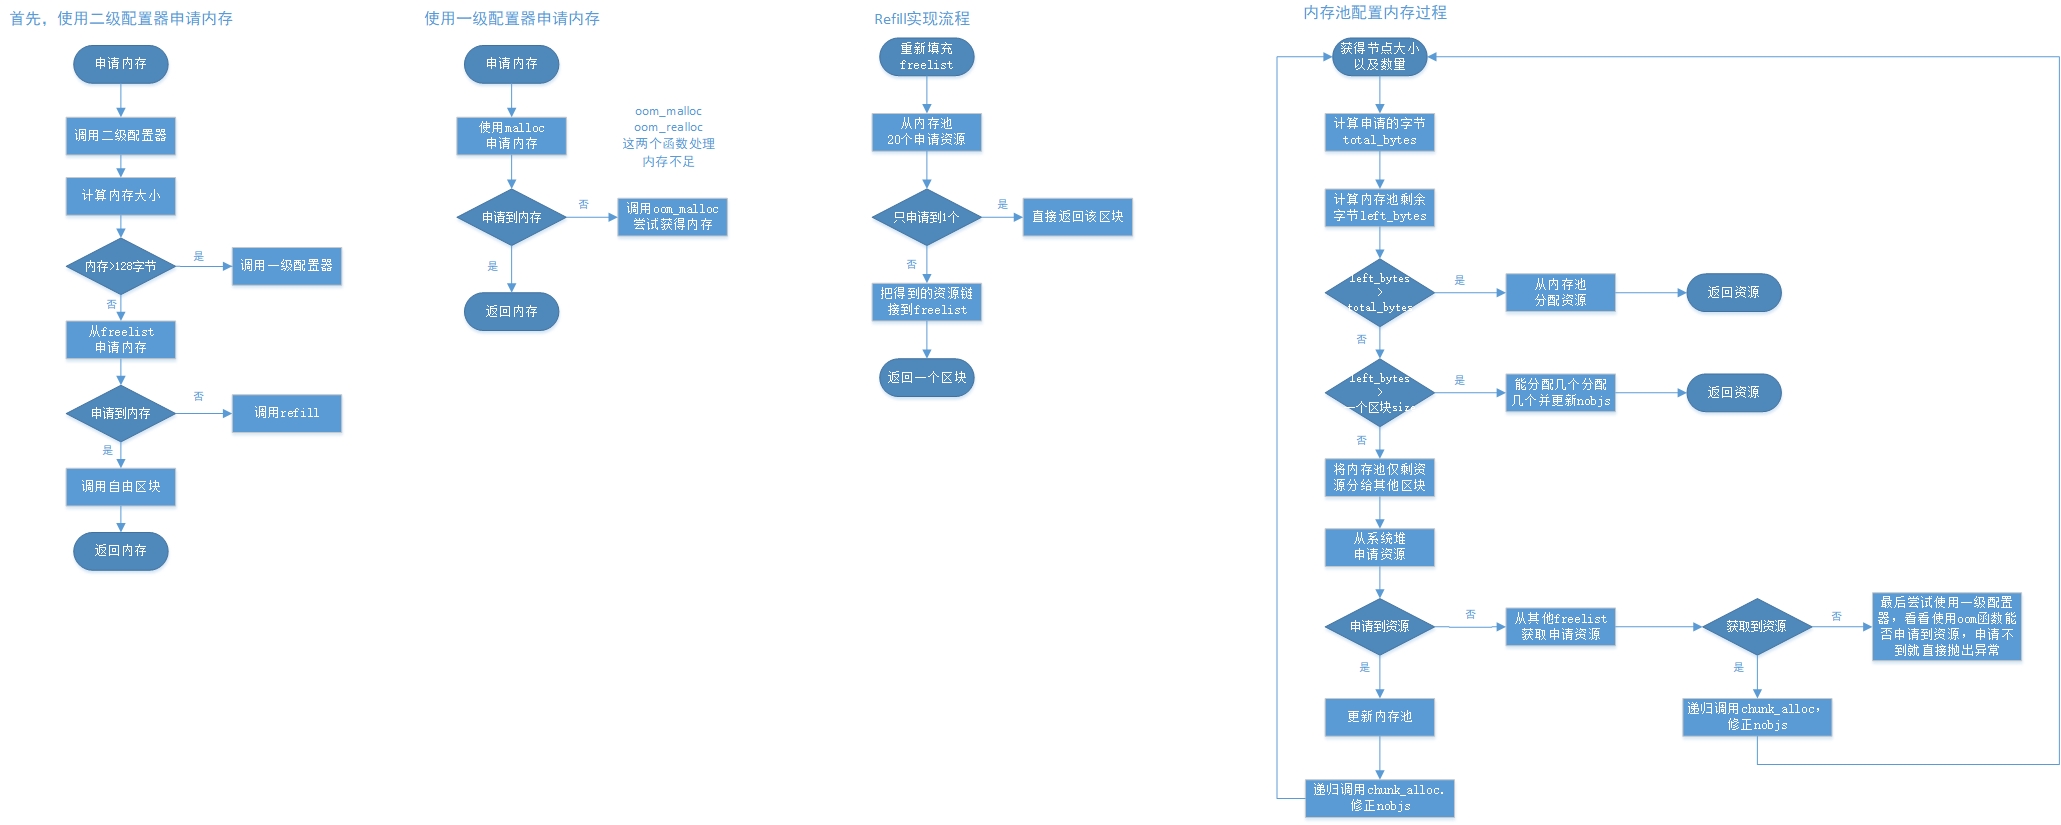 首先，使用二级配置器申请内存
申请内存
调用二级配置器
计算内存大小
内存>128字节
是
调用一级配置器
否
从freelist
申请内存
申请到内存
否
调用refill
是
调用自由区块
返回内存
使用一级配置器申请内存
申请内存
使用malloc
申请内存
oom_malloc
oom_realloc
这两个函数处理
内存不足
申请到内存
否
调用oom_malloc
尝试获得内存
是
返回内存
Refill实现流程
重新填充
freelist
从内存池
20个申请资源
只申请到1个
是
直接返回该区块
否
把得到的资源链
接到freelist
返回一个区块
内存池配置内存过程
获得节点大小
以及数量
计算申请的字节
total_bytes
计算内存池剩余
字节left_bytes
left_bytes
>
total_bytes
是
从内存池
分配资源
返回资源
否
left_bytes
>
一个区块size
是
能分配几个分配
几个并更新nobjs
返回资源
否
将内存池仅剩资
源分给其他区块
从系统堆
申请资源
申请到资源
否
从其他freelist
获取申请资源
获取到资源
否
最后尝试使用一级配置
器，看看使用oom函数能
否申请到资源，申请不
到就直接抛出异常
是
更新内存池
是
递归调用chunk_alloc，
修正nobjs
递归调用chunk_alloc.
修正nobjs